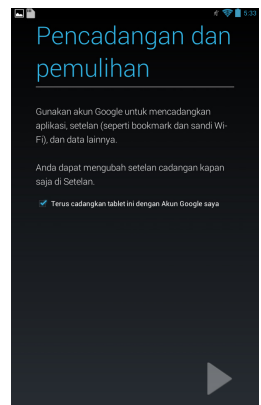 5:33
Pencadangan dan
pemulihan
Gunakan akun Google untuk mencadangkan
aplikasi, setelan (seperti bookmark dan sandi Wi-
Fi), dan data lainnya.
Anda dapat mengubah setelan cadangan kapan
saja di Setelan.
Terus cadangkan tablet ini dengan Akun Google saya